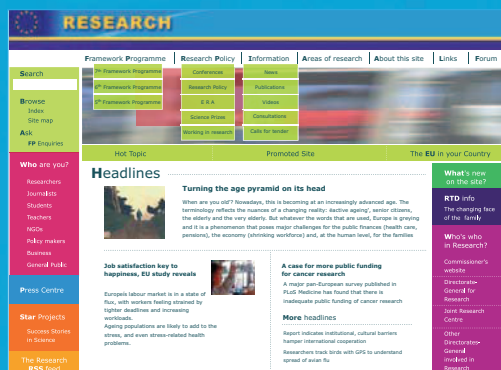 RESEARCH
Framework Programme
Research Policy
Information
Areas of research
About this site
Links
Forum
7th Framework Programme
6th Framework Programme
5th Framework Programme
Conferences
Research Policy
E R A
Science Prizes
Working in research
News
Publications
Videos
Consultations
Calls for tender
Search
Browse
Index
Site map
Ask
FP Enquiries
Hot Topic
Promoted Site
The EU in your Country
Who are you?
Researchers
Journalists
Students
Teachers
NGOs
Policy makers
Business
General Public
Press Centre
Star Projects
Success Stories
in Science
The Research
RSS feed
Headlines
Turning the age pyramid on its head
When are you old'? Nowadays, this is becoming at an increasingly advanced age. The
terminology reflects the nuances of a changing reality: èective ageing', senior citizens,
the elderly and the very elderly. But whatever the words that are used, Europe is greying
and it is a phenomenon that poses major challenges for the public finances (health care,
pensions), the economy (shrinking workforce) and, at the human level, for the families
Job satisfaction key to
happiness, EU study reveals
Europeís labour market is in a state of
flux, with workers feeling strained by
tighter deadlines and increasing
workloads.
Ageing populations are likely to add to the
stress, and even stress-related health
problems.
A case for more public funding
for cancer research
A major pan-European survey published in
PLoS Medicine has found that there is
inadequate public funding of cancer research
More headlines
Report indicates institutional, cultural barriers
hamper international cooperation
Researchers track birds with GPS to understand
spread of avian flu
What's new
on the site?
RTD info
The changing face
of the family
Who's who
in Research?
Commissioner's
website
Directorate-
General for
Research
Joint Research
Centre
Other
Directorates-
General
involved in
Research